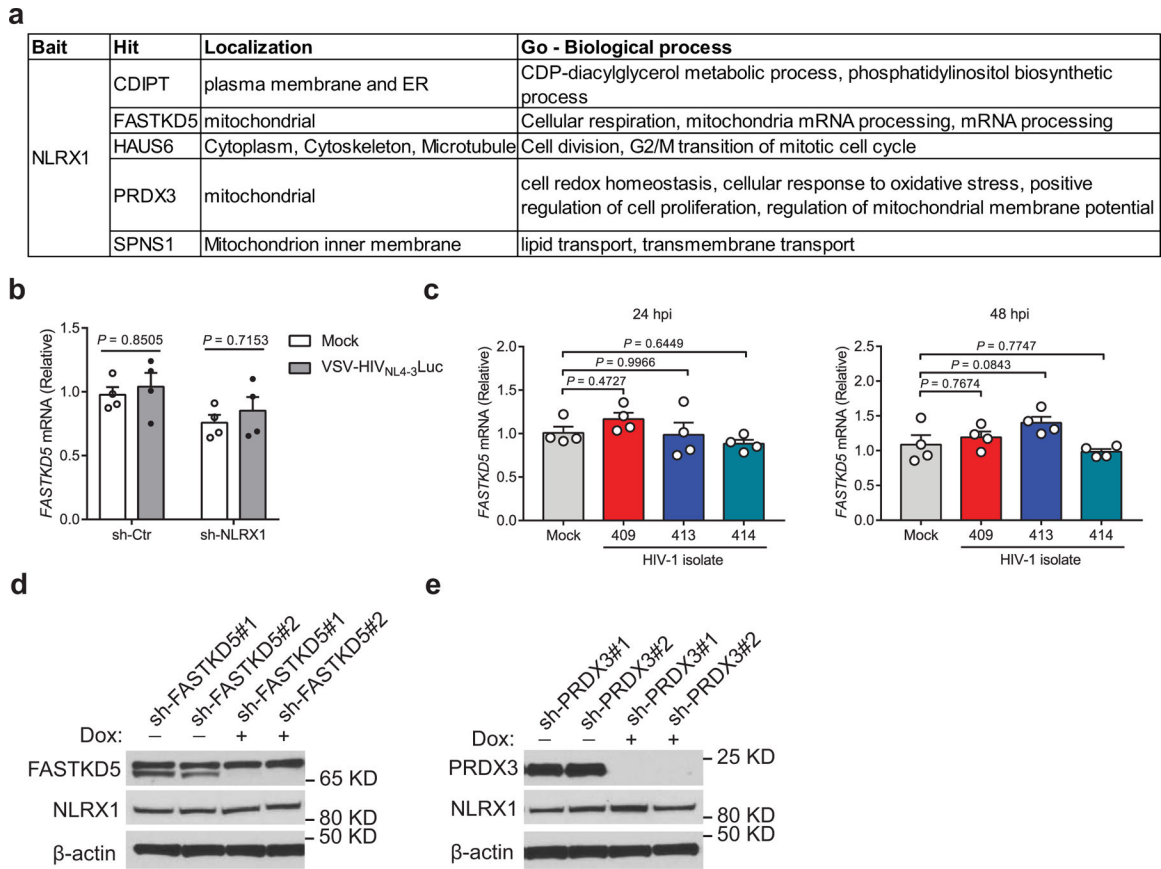 a
Bait Hit Localization Go - Biological process
NLRX1
CDIPT plasma membrane and ER CDP-diacylglycerol metabolic process, phosphatidylinositol biosynthetic
process
FASTKD5 mitochondrial Cellular respiration, mitochondria mRNA processing, mRNA processing
HAUS6 Cytoplasm, Cytoskeleton, Microtubule Cell division, G2/M transition of mitotic cell cycle
PRDX3 mitochondrial cell redox homeostasis, cellular response to oxidative stress, positive
regulation of cell proliferation, regulation of mitochondrial membrane potential
SPNS1 Mitochondrion inner membrane lipid transport, transmembrane transport
b
FASTKD5 mRNA (Relative)
1.5
1.0
0.5
0.0
P = 0.8505
P = 0.7153
sh-Ctr sh-NLRX1
Mock
VSV-HIVNL4-3Luc
c
24 hpi
FASTKD5 mRNA (Relative)
2.0
1.5
1.0
0.5
0.0
P = 0.6449
P = 0.9966
P = 0.4727
Mock 409 413 414
HIV-1 isolate
48 hpi
FASTKD5 mRNA (Relative)
2.5
2.0
1.5
1.0
0.5
0.0
P = 0.7747
P = 0.0843
P = 0.7674
Mock 409 413 414
HIV-1 isolate
d
sh-FASTKD5#1
sh-FASTKD5#2
sh-FASTKD5#1
sh-FASTKD5#2
Dox: – – + +
FASTKD5
65 KD
NLRX1
80 KD
50 KD
β-actin
e
sh-PRDX3#1
sh-PRDX3#2
sh-PRDX3#1
sh-PRDX3#2
Dox: – – + +
25 KD
PRDX3
NLRX1
80 KD
50 KD
β-actin